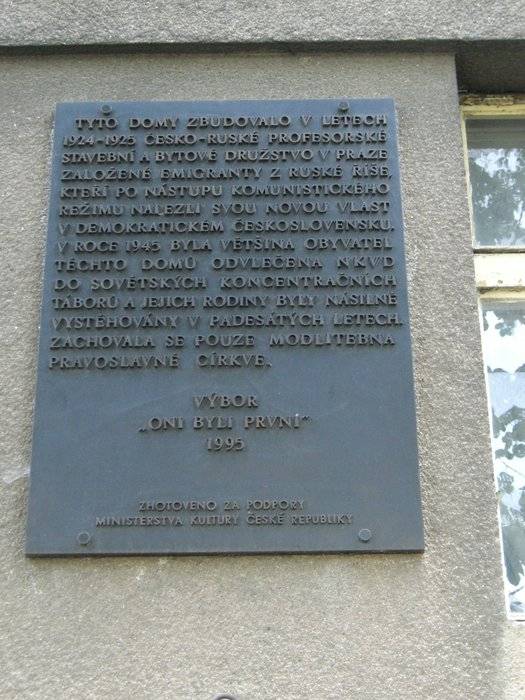 TYTO DOMY ZBUDOVALO V LETECH
1924-1925 ČESKO-RUSKÉ PROFESORSKÉ
STAVEBNÍ A BYTOVÉ DRUŽSTVO V PRAZE
ZALOŽENÉ EMIGRANTY Z RUSKÉ ŘÍŠE,
KTEŘÍ PO NÁSTUPU KOMUNISTICKÉHO
REŽIMU NALEZLI SVOU NOVOU VLAST
V DEMOKRATICKÉM ČESKOSLOVENSKU.
V ROCE 1945 BYLA VĚTŠINA OBYVATEL
TĚCHTO DOMŮ ODVLEČENA NKVD
DO SOVĚTSKÝCH KONCENTRAČNÍCH
TÁBORŮ A JEJICH RODINY BYLY NÁSILNĚ
VYSTĚHOVÁNY V PADESÁTÝCH LETECH.
ZACHOVALA SE POUZE MODLITEBNA
PRAVOSLAVNÉ CÍRKVE.
VÝBOR
„ONI BYLI PRVNÍ“
1995
ZHOTOVENO ZA PODPORY
MINISTERSTVA KULTURY ČESKÉ REPUBLIKY